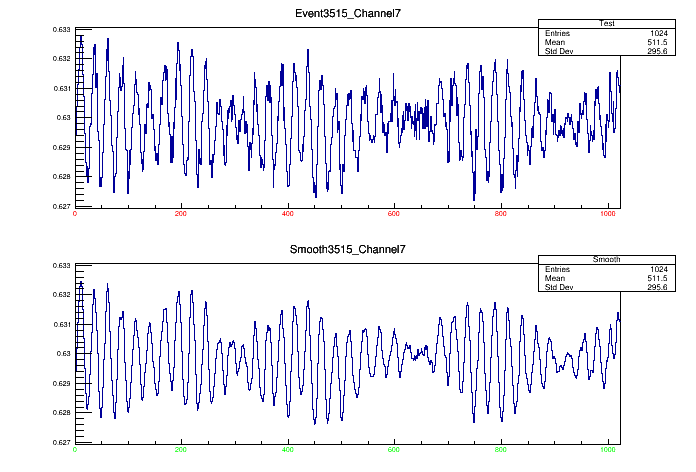 Event3515_Channel7
Test
Entries 1024
Mean 511.5
Std Dev 295.6
0.633
0.632
0.631
0.63
0.629
0.628
0.627
0 200 400 600 800 1000
Smooth3515_Channel7
Smooth
Entries 1024
Mean 511.5
Std Dev 295.6
0.633
0.632
0.631
0.63
0.629
0.628
0.627
0 200 400 600 800 1000